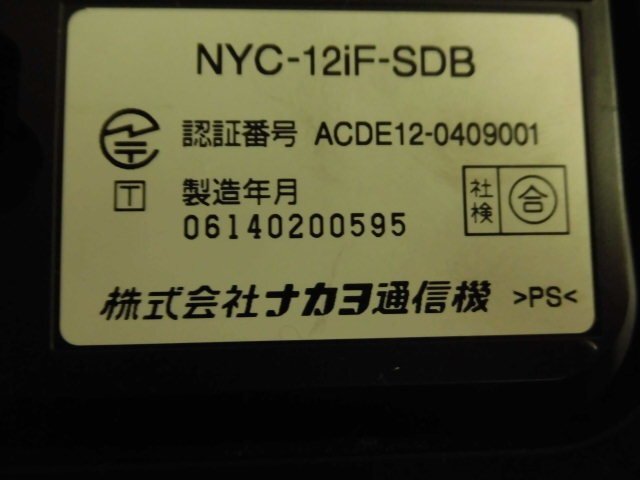 NYC-12iF-SDB
認証番号 ACDE12-0409001
T 製造年月
06140200595
社検 合
株式会社ナカヨ通信機 >PS<